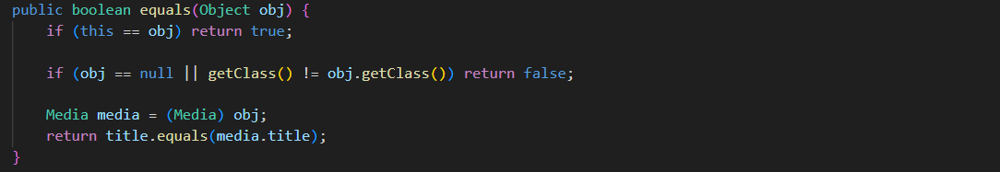 public boolean equals(Object obj) {
if (this == obj) return true;
if (obj == null || getClass() != obj.getClass()) return false;
Media media = (Media) obj;
return title.equals(media.title);
}